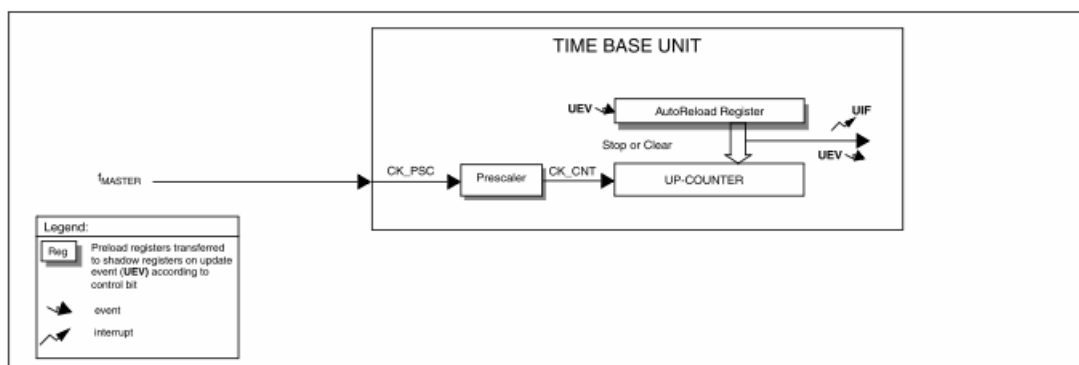 TIME BASE UNIT
UEV
AutoReload Register
UIF
Stop or Clear
UEV
fMASTER
CK_PSC
Prescaler
CK_CNT
UP-COUNTER
Legend:
Reg
Preload registers transferred
to shadow registers on update
event (UEV) according to
control bit
event
interrupt